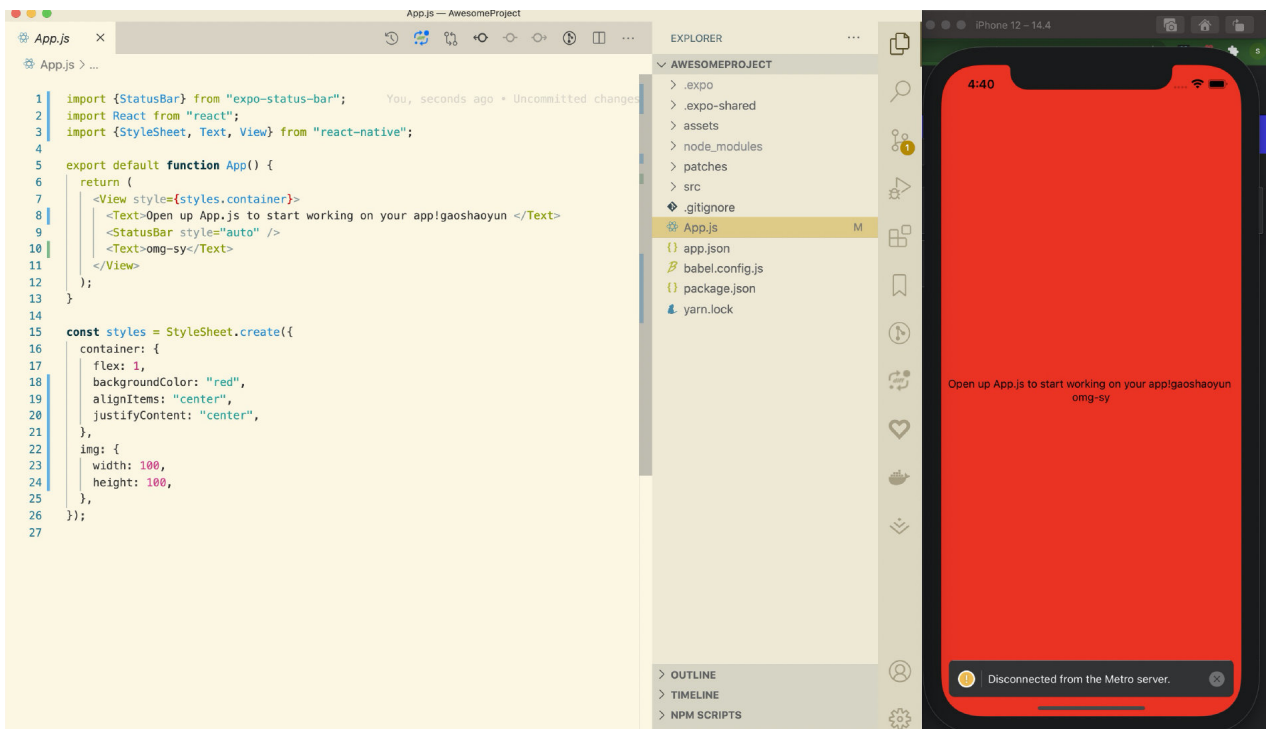 App.js — AwesomeProject
App.js
App.js > ...
1 import {StatusBar} from "expo-status-bar"; You, seconds ago • Uncommitted changes
2 import React from "react";
3 import {StyleSheet, Text, View} from "react-native";
4
5 export default function App() {
6 return (
7 <View style={styles.container}>
8 <Text>Open up App.js to start working on your app!gaoshaoyun </Text>
9 <StatusBar style="auto" />
10 <Text>omg-sy</Text>
11 </View>
12 );
13 }
14
15 const styles = StyleSheet.create({
16 container: {
17 flex: 1,
18 backgroundColor: "red",
19 alignItems: "center",
20 justifyContent: "center",
21 },
22 img: {
23 width: 100,
24 height: 100,
25 },
26 });
27
EXPLORER
AWESOMEPROJECT
.expo
.expo-shared
assets
node_modules
patches
src
.gitignore
App.js M
{} app.json
babel.config.js
{} package.json
yarn.lock
OUTLINE
TIMELINE
NPM SCRIPTS
1
iPhone 12 – 14.4
S
4:40
Open up App.js to start working on your app!gaoshaoyun
omg-sy
Disconnected from the Metro server.